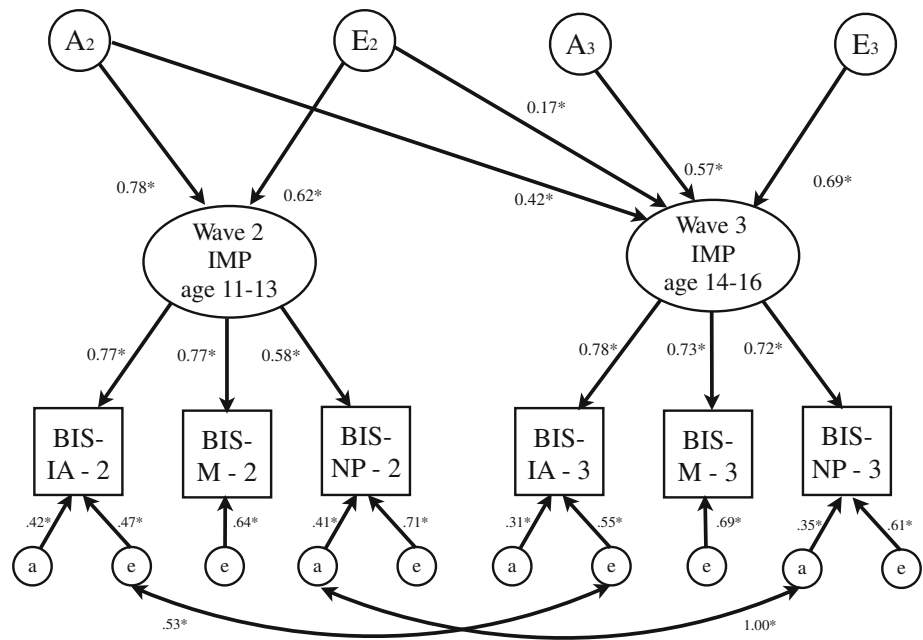 A2
E2
A3
E3
0.17*
0.78*
0.62*
0.42*
0.57*
0.69*
Wave 2
IMP
age 11-13
Wave 3
IMP
age 14-16
0.77*
0.77*
0.58*
0.78*
0.73*
0.72*
BIS-
IA - 2
BIS-
M - 2
BIS-
NP - 2
BIS-
IA - 3
BIS-
M - 3
BIS-
NP - 3
.42*
.47*
.64*
.41*
.71*
.31*
.55*
.69*
.35*
.61*
a
e
e
a
e
a
e
e
a
e
.53*
1.00*